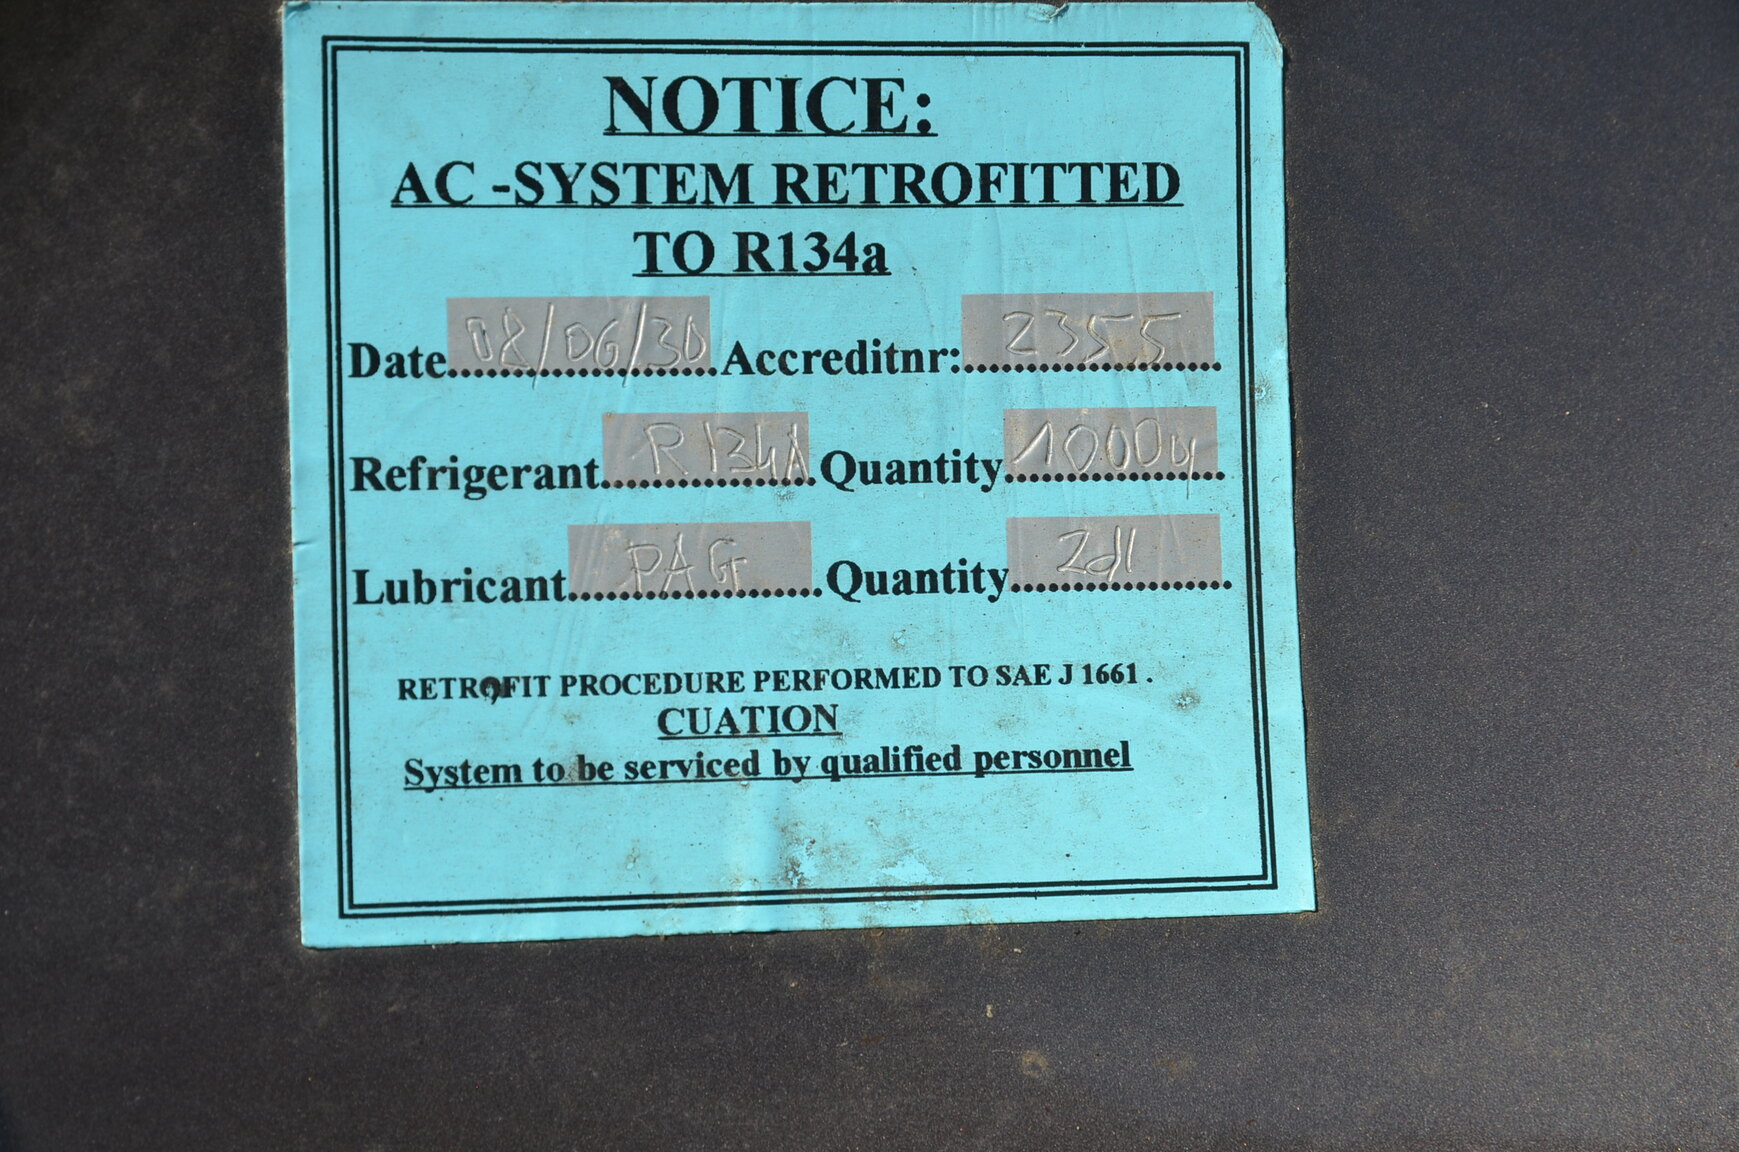 NOTICE:
AC -SYSTEM RETROFITTED
TO R134a
Date 08/06/30 Accreditnr: 2355
Refrigerant R134A Quantity 1000g
Lubricant PAG Quantity 2dl
RETROFIT PROCEDURE PERFORMED TO SAE J 1661 .
CUATION
System to be serviced by qualified personnel